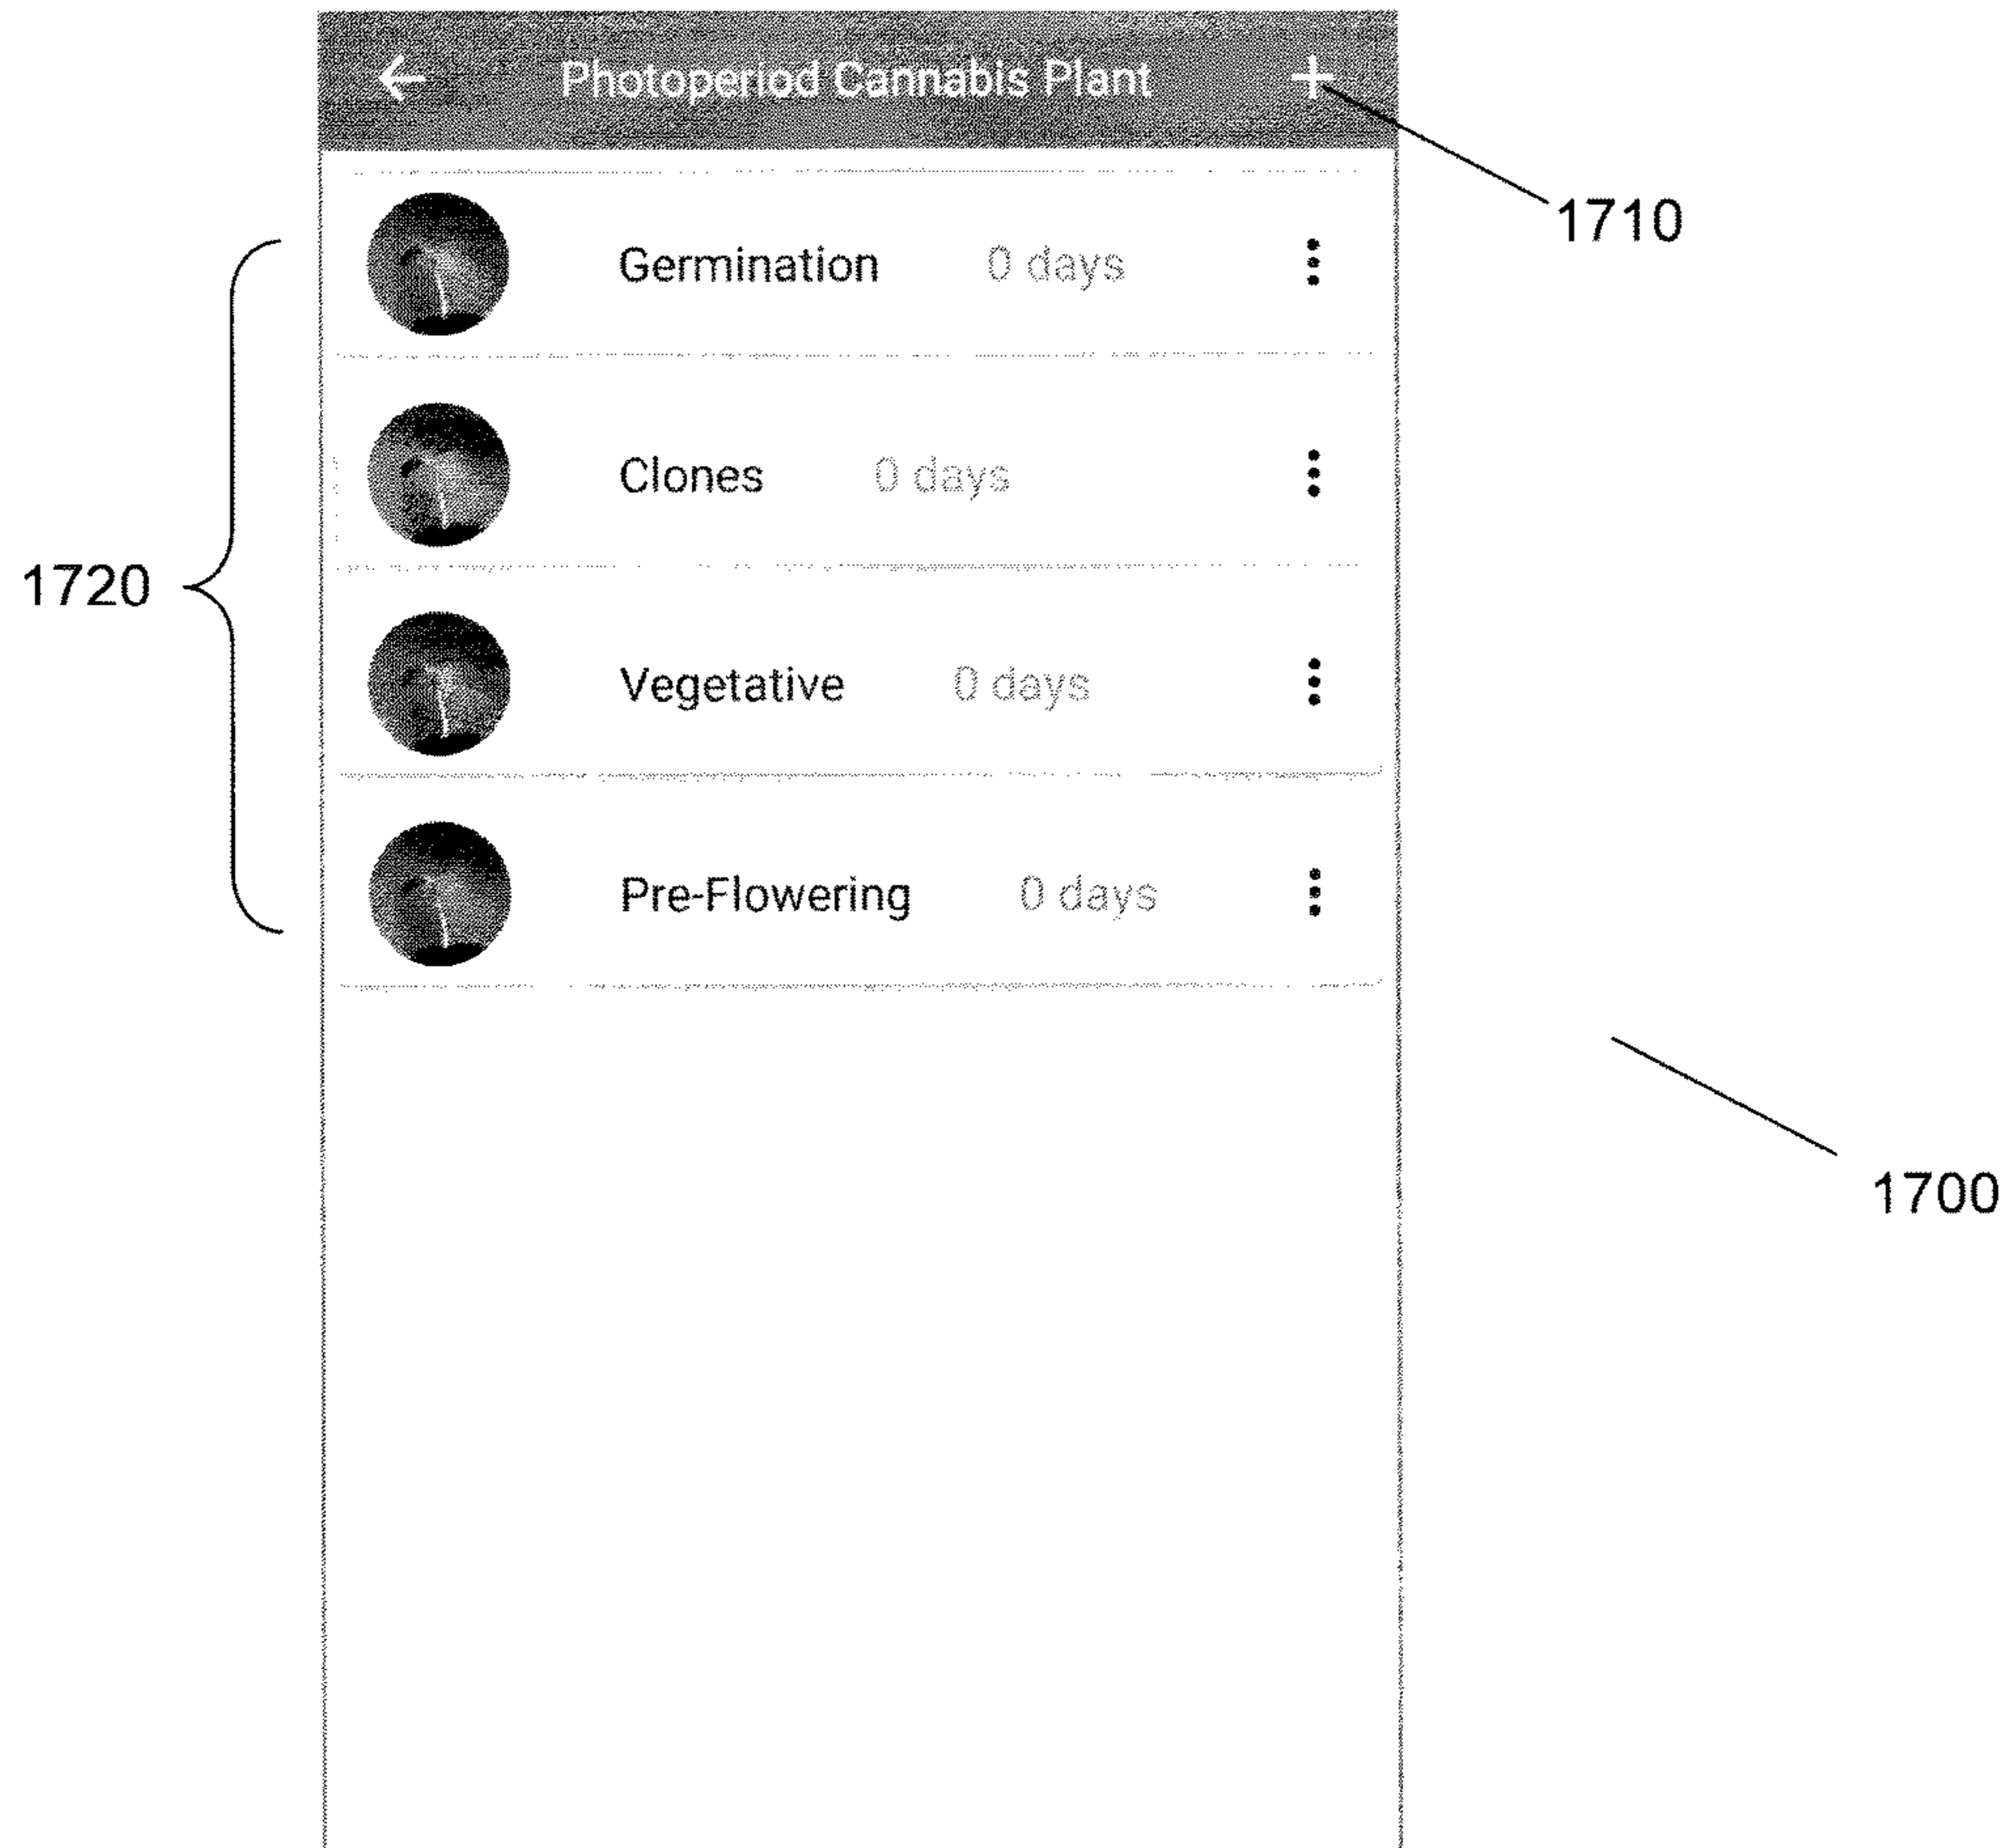 Photoperiod Cannabis Plant
1710
Germination 0 days
Clones 0 days
1720
Vegetative 0 days
Pre-Flowering 0 days
1700